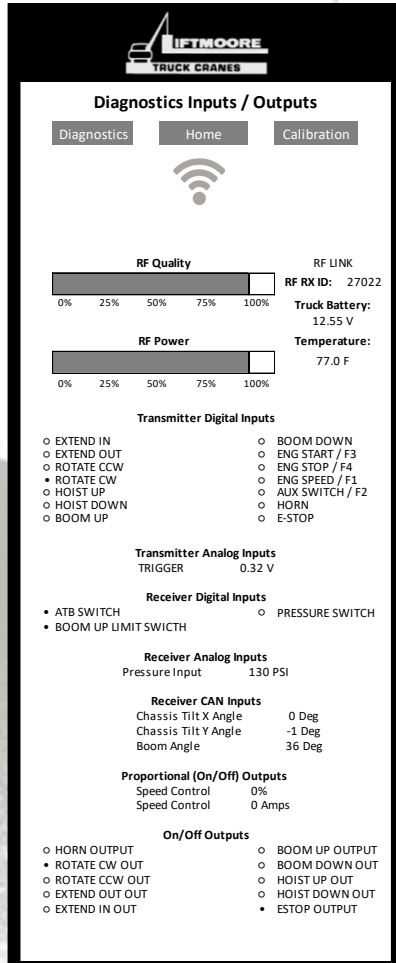 LIFTMOORE
TRUCK CRANES
Diagnostics Inputs / Outputs
Diagnostics Home Calibration
RF Quality
RF LINK
RF RX ID: 27022
0% 25% 50% 75% 100%
Truck Battery:
12.55 V
RF Power
Temperature:
77.0 F
0% 25% 50% 75% 100%
Transmitter Digital Inputs
○ EXTEND IN ○ BOOM DOWN
○ EXTEND OUT ○ ENG START / F3
○ ROTATE CCW ○ ENG STOP / F4
• ROTATE CW ○ ENG SPEED / F1
○ HOIST UP ○ AUX SWITCH / F2
○ HOIST DOWN ○ HORN
○ BOOM UP ○ E-STOP
Transmitter Analog Inputs
TRIGGER 0.32 V
Receiver Digital Inputs
• ATB SWITCH ○ PRESSURE SWITCH
• BOOM UP LIMIT SWICTH
Receiver Analog Inputs
Pressure Input 130 PSI
Receiver CAN Inputs
Chassis Tilt X Angle 0 Deg
Chassis Tilt Y Angle -1 Deg
Boom Angle 36 Deg
Proportional (On/Off) Outputs
Speed Control 0%
Speed Control 0 Amps
On/Off Outputs
○ HORN OUTPUT ○ BOOM UP OUTPUT
• ROTATE CW OUT ○ BOOM DOWN OUT
○ ROTATE CCW OUT ○ HOIST UP OUT
○ EXTEND OUT OUT ○ HOIST DOWN OUT
○ EXTEND IN OUT • ESTOP OUTPUT